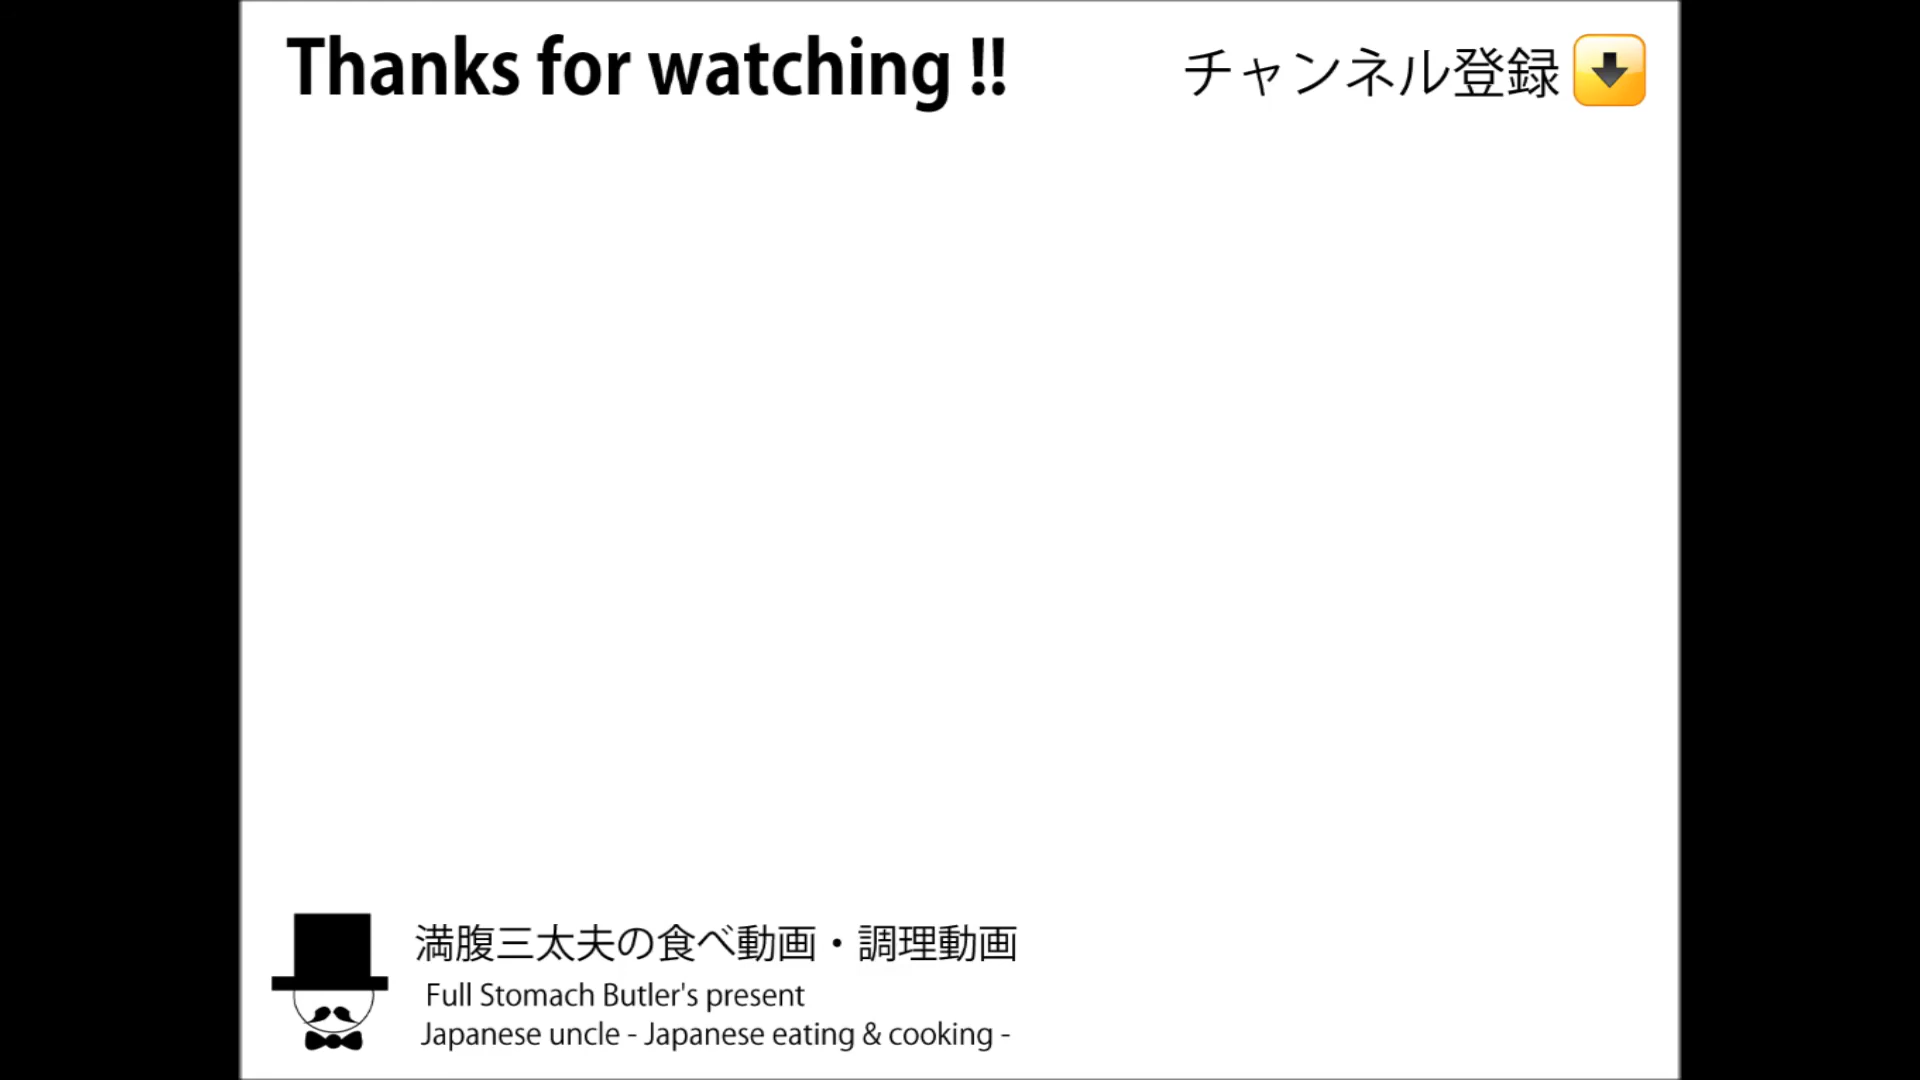 Thanks for watching !!
チャンネル登録
満腹三太夫の食べ動画・調理動画
Full Stomach Butler's present
Japanese uncle - Japanese eating & cooking -